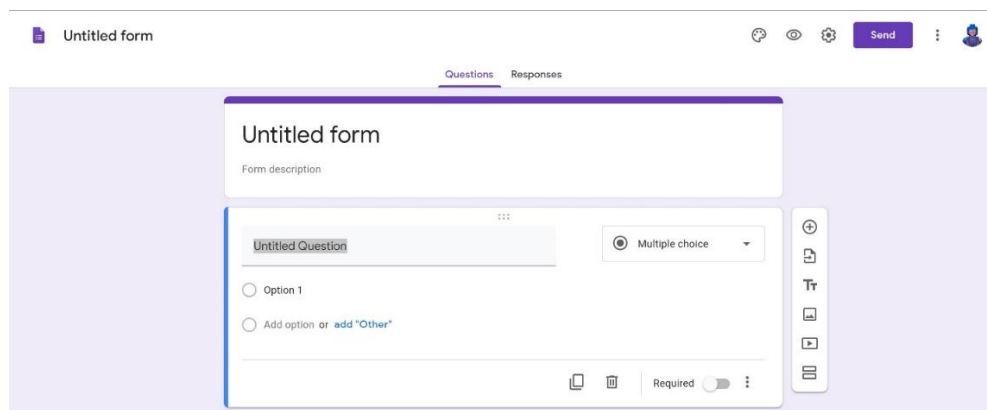 Untitled form
Send
Questions Responses
Untitled form
Form description
Untitled Question
Multiple choice
Option 1
Add option or add "Other"
Tт
Required